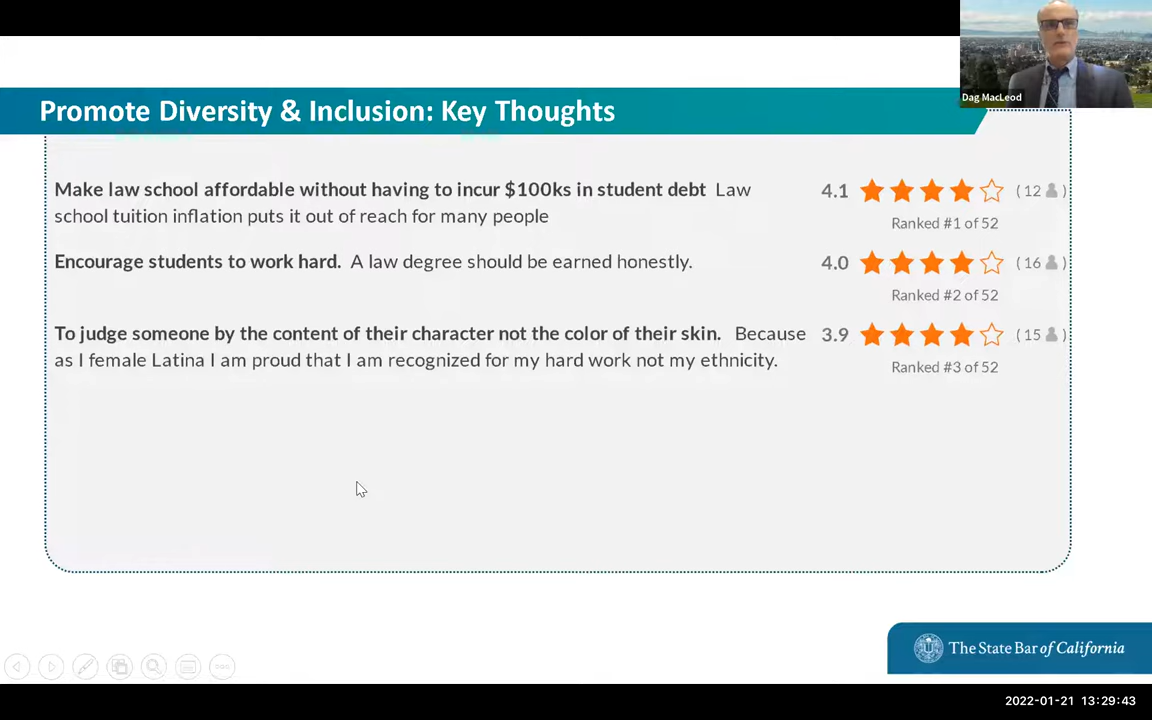 Dag MacLeod
Promote Diversity & Inclusion: Key Thoughts
Make law school affordable without having to incur $100ks in student debt Law
school tuition inflation puts it out of reach for many people
4.1
(12
)
Ranked #1 of 52
Encourage students to work hard. A law degree should be earned honestly.
4.0
(16
)
Ranked #2 of 52
To judge someone by the content of their character not the color of their skin. Because
as I female Latina I am proud that I am recognized for my hard work not my ethnicity.
3.9
(15
)
Ranked #3 of 52
The State Bar of California
2022-01-21 13:29:43